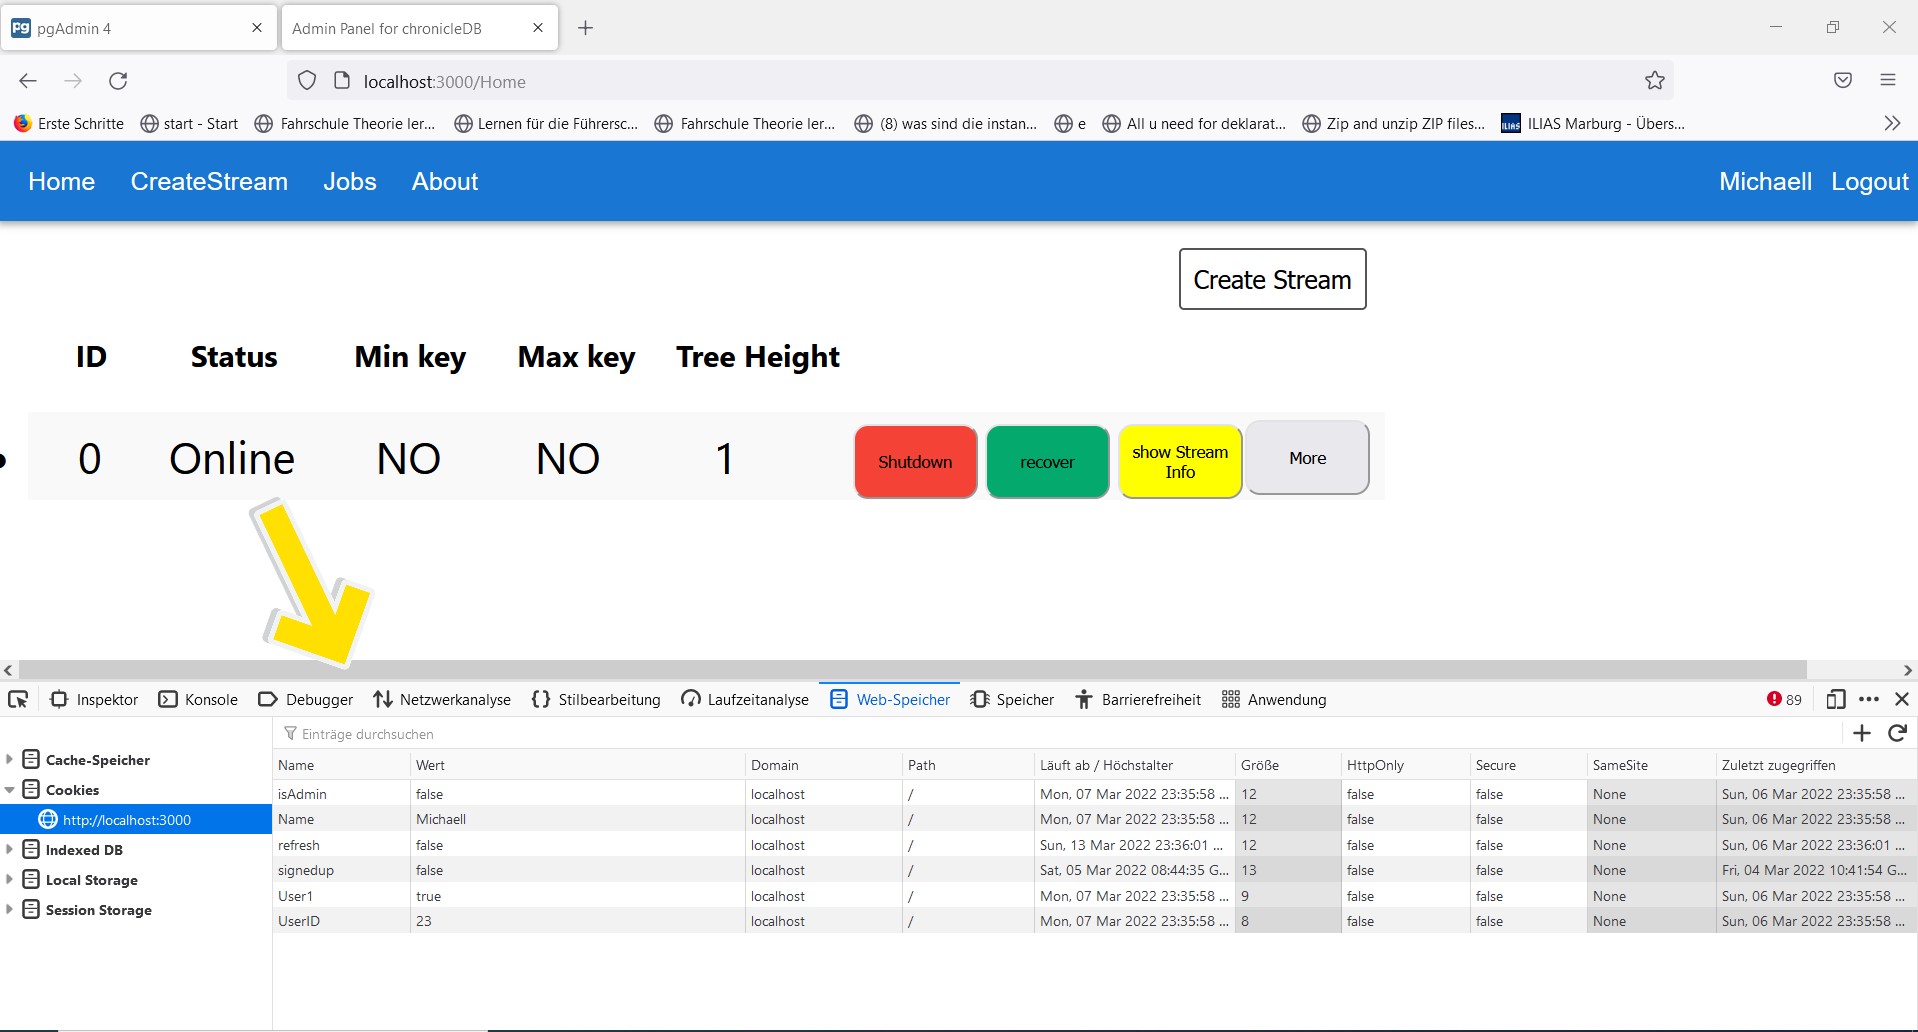 pg pgAdmin 4
Admin Panel for chronicleDB
localhost:3000/Home
Erste Schritte start - Start Fahrschule Theorie ler... Lernen für die Führersc... Fahrschule Theorie ler... (8) was sind die instan... e All u need for deklarat... Zip and unzip ZIP files... ILIAS ILIAS Marburg - Übers...
Home CreateStream Jobs About Michaell Logout
Create Stream
ID Status Min key Max key Tree Height
0 Online NO NO 1 Shutdown recover show Stream Info More
Inspektor Konsole Debugger Netzwerkanalyse Stilbearbeitung Laufzeitanalyse Web-Speicher Speicher Barrierefreiheit Anwendung 89
Einträge durchsuchen
Cache-Speicher
Cookies
http://localhost:3000
Indexed DB
Local Storage
Session Storage
Name Wert Domain Path Läuft ab / Höchstalter Größe HttpOnly Secure SameSite Zuletzt zugegriffen
isAdmin false localhost / Mon, 07 Mar 2022 23:35:58 ... 12 false false None Sun, 06 Mar 2022 23:35:58 ...
Name Michaell localhost / Mon, 07 Mar 2022 23:35:58 ... 12 false false None Sun, 06 Mar 2022 23:35:58 ...
refresh false localhost / Sun, 13 Mar 2022 23:36:01 ... 12 false false None Sun, 06 Mar 2022 23:36:01 ...
signedup false localhost / Sat, 05 Mar 2022 08:44:35 G... 13 false false None Fri, 04 Mar 2022 10:41:54 G...
User1 true localhost / Mon, 07 Mar 2022 23:35:58 ... 9 false false None Sun, 06 Mar 2022 23:35:58 ...
UserID 23 localhost / Mon, 07 Mar 2022 23:35:58 ... 8 false false None Sun, 06 Mar 2022 23:35:58 ...